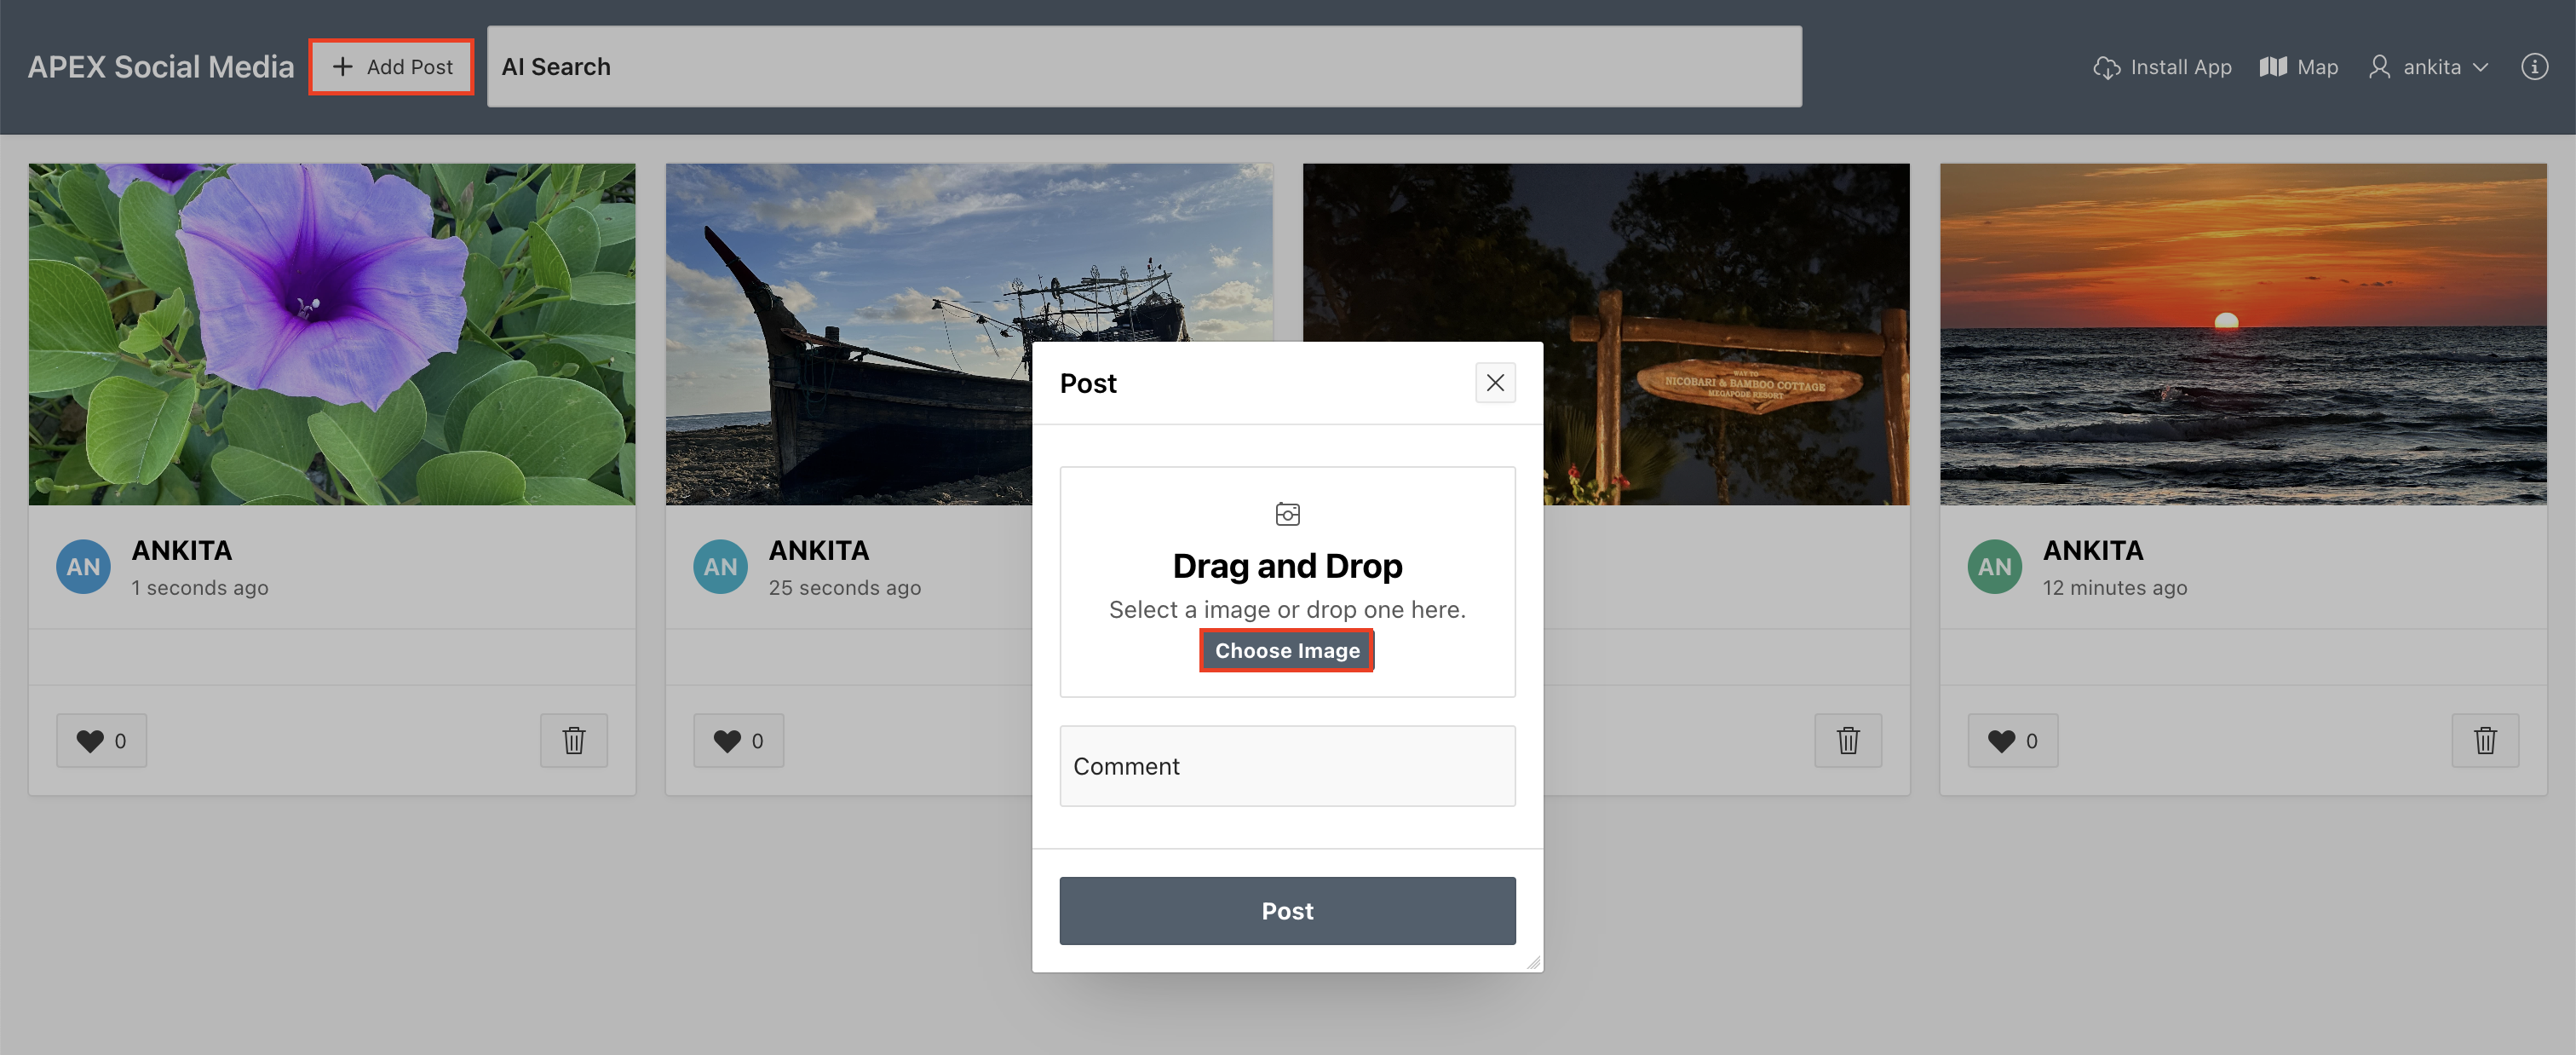 APEX Social Media
Add Post
AI Search
Install App
Map
ankita
WAY TO
NICOBARI & BAMBOO COTTAGE
MEGAPODE RESORT
AN
ANKITA
1 seconds ago
0
AN
ANKITA
25 seconds ago
0
AN
ANKITA
12 minutes ago
0
Post
Drag and Drop
Select a image or drop one here.
Choose Image
Comment
Post